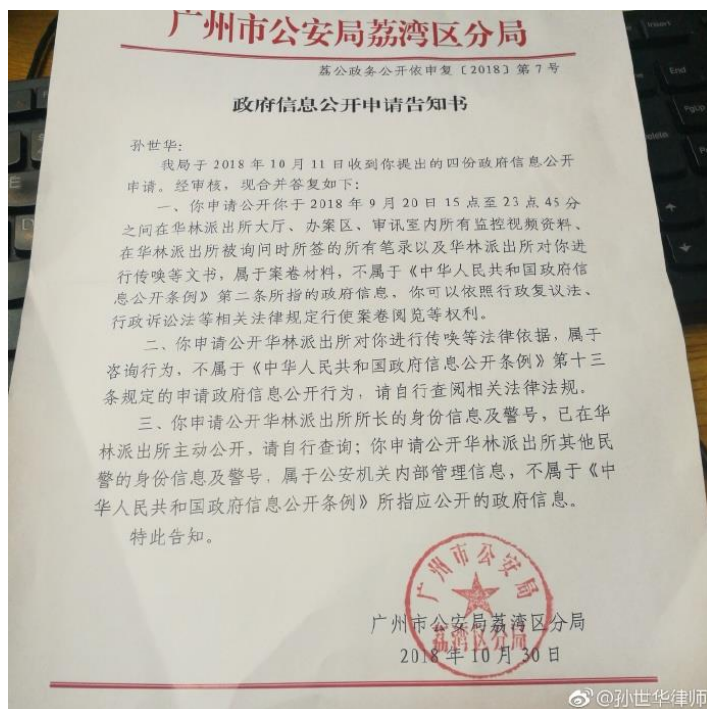 广州市公安局荔湾区分局
荔公政务公开依申复〔2018〕第7号
政府信息公开申请告知书
孙世华：
我局于2018年10月11日收到你提出的四份政府信息公开
申请。经审核，现合并答复如下：
一、你申请公开你于2018年9月20日15点至23点45分
之间在华林派出所大厅、办案区、审讯室内所有监控视频资料、
在华林派出所被询问时所签的所有笔录以及华林派出所对你进
行传唤等文书，属于案卷材料，不属于《中华人民共和国政府信
息公开条例》第二条所指的政府信息，你可以依照行政复议法、
行政诉讼法等相关法律规定行使案卷阅览等权利。
二、你申请公开华林派出所对你进行传唤等法律依据，属于
咨询行为，不属于《中华人民共和国政府信息公开条例》第十三
条规定的申请政府信息公开行为，请自行查阅相关法律法规。
三、你申请公开华林派出所所长的身份信息及警号，已在华
林派出所主动公开，请自行查询；你申请公开华林派出所其他民
警的身份信息及警号，属于公安机关内部管理信息，不属于《中
华人民共和国政府信息公开条例》所指应公开的政府信息。
特此告知。
广州市公安局
荔湾区分局
广州市公安局荔湾区分局
2018年10月30日
End
PgUp
@孙世华律师